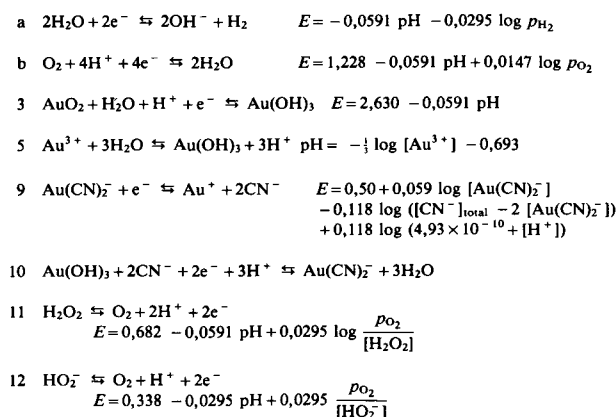 a 2H₂O + 2e⁻ ⇆ 2OH⁻ + H₂ E = −0,0591 pH −0,0295 log p_H₂
b O₂ + 4H⁺ + 4e⁻ ⇆ 2H₂O E = 1,228 −0,0591 pH + 0,0147 log p_O₂
3 AuO₂ + H₂O + H⁺ + e⁻ ⇆ Au(OH)₃ E = 2,630 −0,0591 pH
5 Au³⁺ + 3H₂O ⇆ Au(OH)₃ + 3H⁺ pH = −⅓ log [Au³⁺] −0,693
9 Au(CN)₂⁻ + e⁻ ⇆ Au⁺ + 2CN⁻ E = 0,50 + 0,059 log [Au(CN)₂⁻]
−0,118 log ([CN⁻]total −2 [Au(CN)₂⁻])
+0,118 log (4,93 × 10⁻¹⁰ + [H⁺])
10 Au(OH)₃ + 2CN⁻ + 2e⁻ + 3H⁺ ⇆ Au(CN)₂⁻ + 3H₂O
11 H₂O₂ ⇆ O₂ + 2H⁺ + 2e⁻
E = 0,682 −0,0591 pH + 0,0295 log p_O₂/[H₂O₂]
12 HO₂⁻ ⇆ O₂ + H⁺ + 2e⁻
E = 0,338 −0,0295 pH + 0,0295 p_O₂/[HO₂⁻]